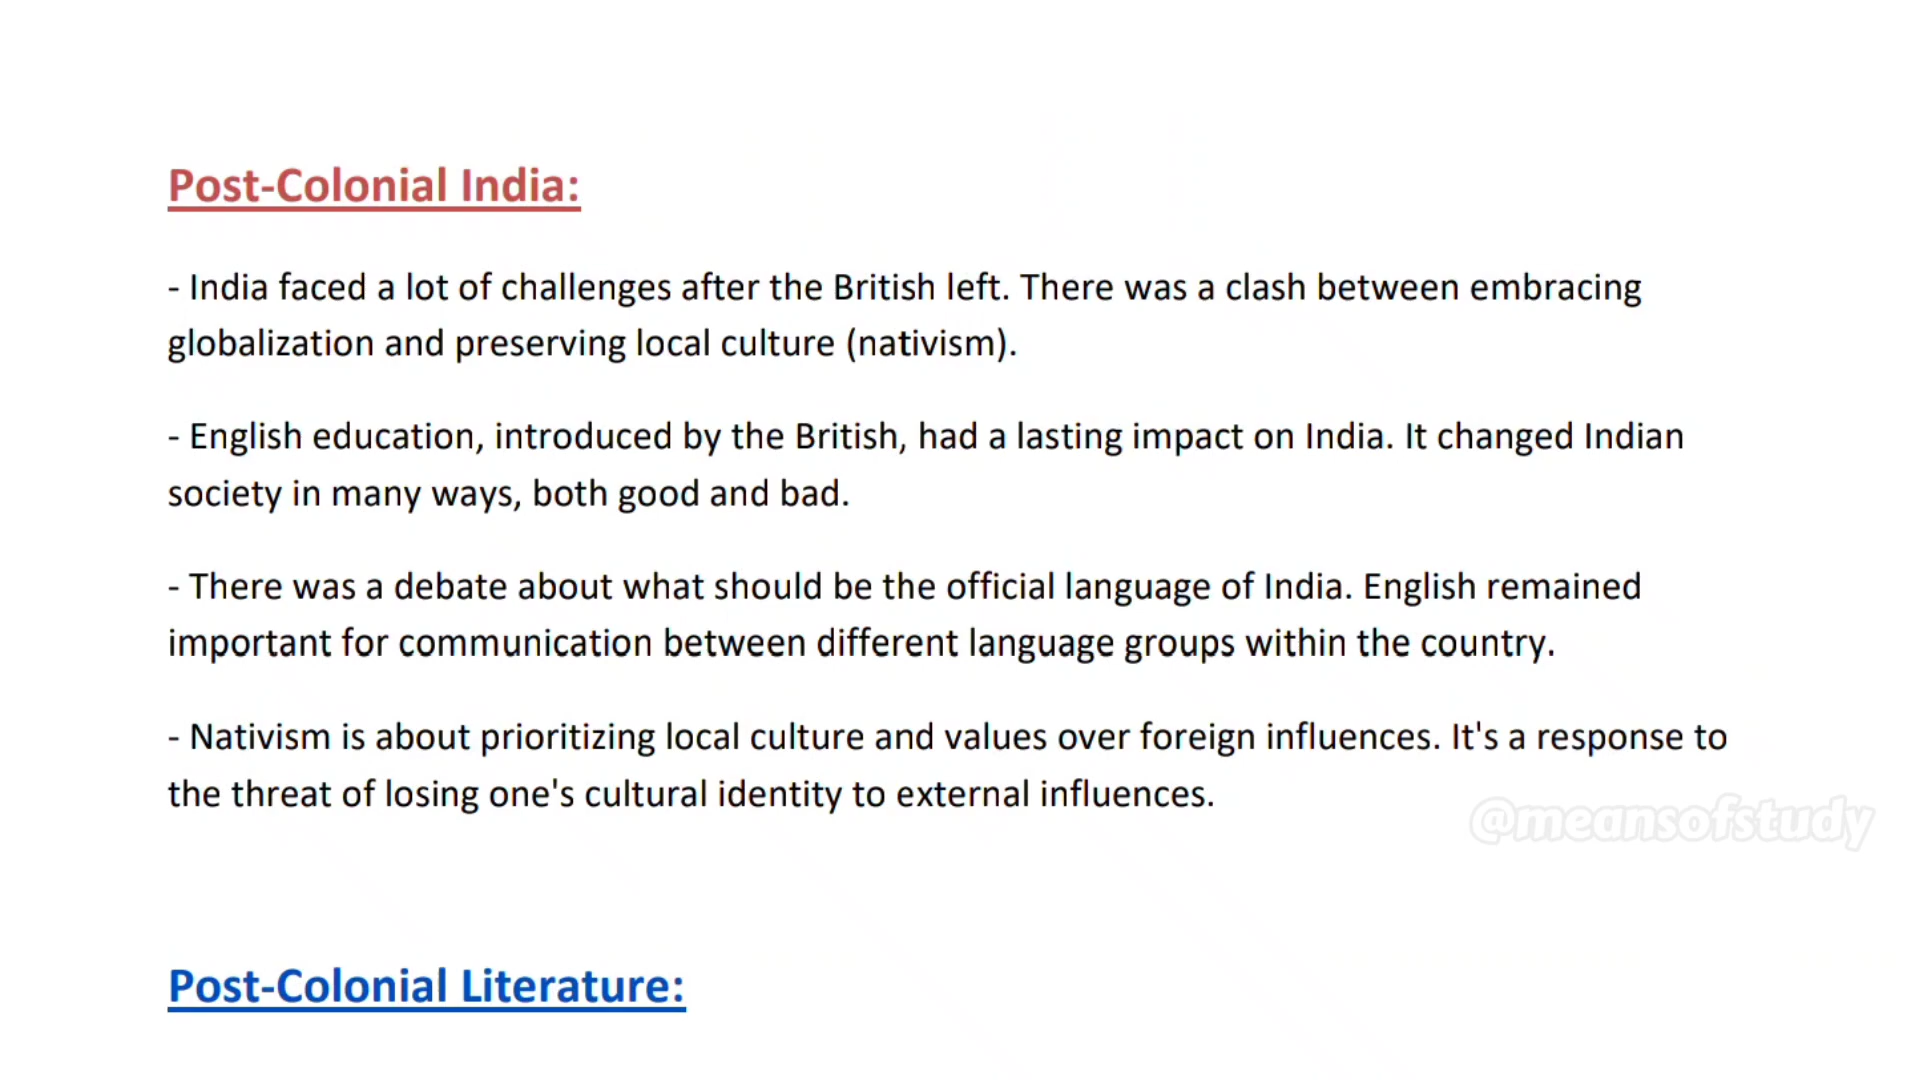 Post-Colonial India:
- India faced a lot of challenges after the British left. There was a clash between embracing
globalization and preserving local culture (nativism).
- English education, introduced by the British, had a lasting impact on India. It changed Indian
society in many ways, both good and bad.
- There was a debate about what should be the official language of India. English remained
important for communication between different language groups within the country.
- Nativism is about prioritizing local culture and values over foreign influences. It's a response to
the threat of losing one's cultural identity to external influences.
@meansofstudy
Post-Colonial Literature: